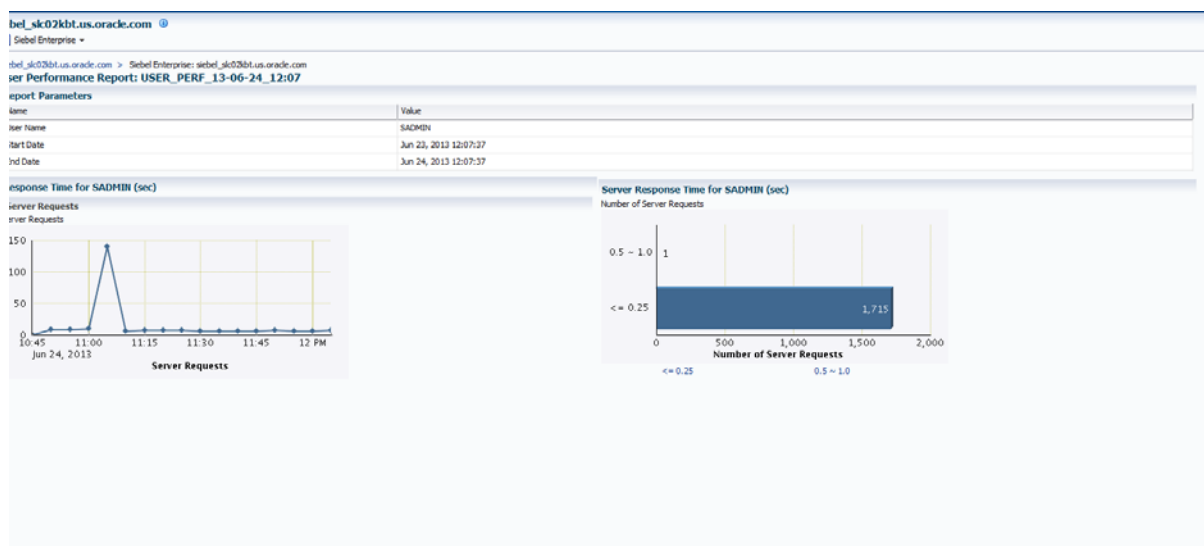 bel_slc02kbt.us.oracle.com
Siebel Enterprise
ebel_slc02kbt.us.oracle.com > Siebel Enterprise: siebel_slc02kbt.us.oracle.com
ser Performance Report: USER_PERF_13-06-24_12:07
eport Parameters
Name Value
User Name SADMIN
Start Date Jun 23, 2013 12:07:37
End Date Jun 24, 2013 12:07:37
esponse Time for SADMIN (sec)
Server Requests
erver Requests
150
100
50
0
10:45 11:00 11:15 11:30 11:45 12 PM
Jun 24, 2013
Server Requests
Server Response Time for SADMIN (sec)
Number of Server Requests
0.5 ~ 1.0 1
<= 0.25 1,715
0 500 1,000 1,500 2,000
Number of Server Requests
<= 0.25 0.5 ~ 1.0